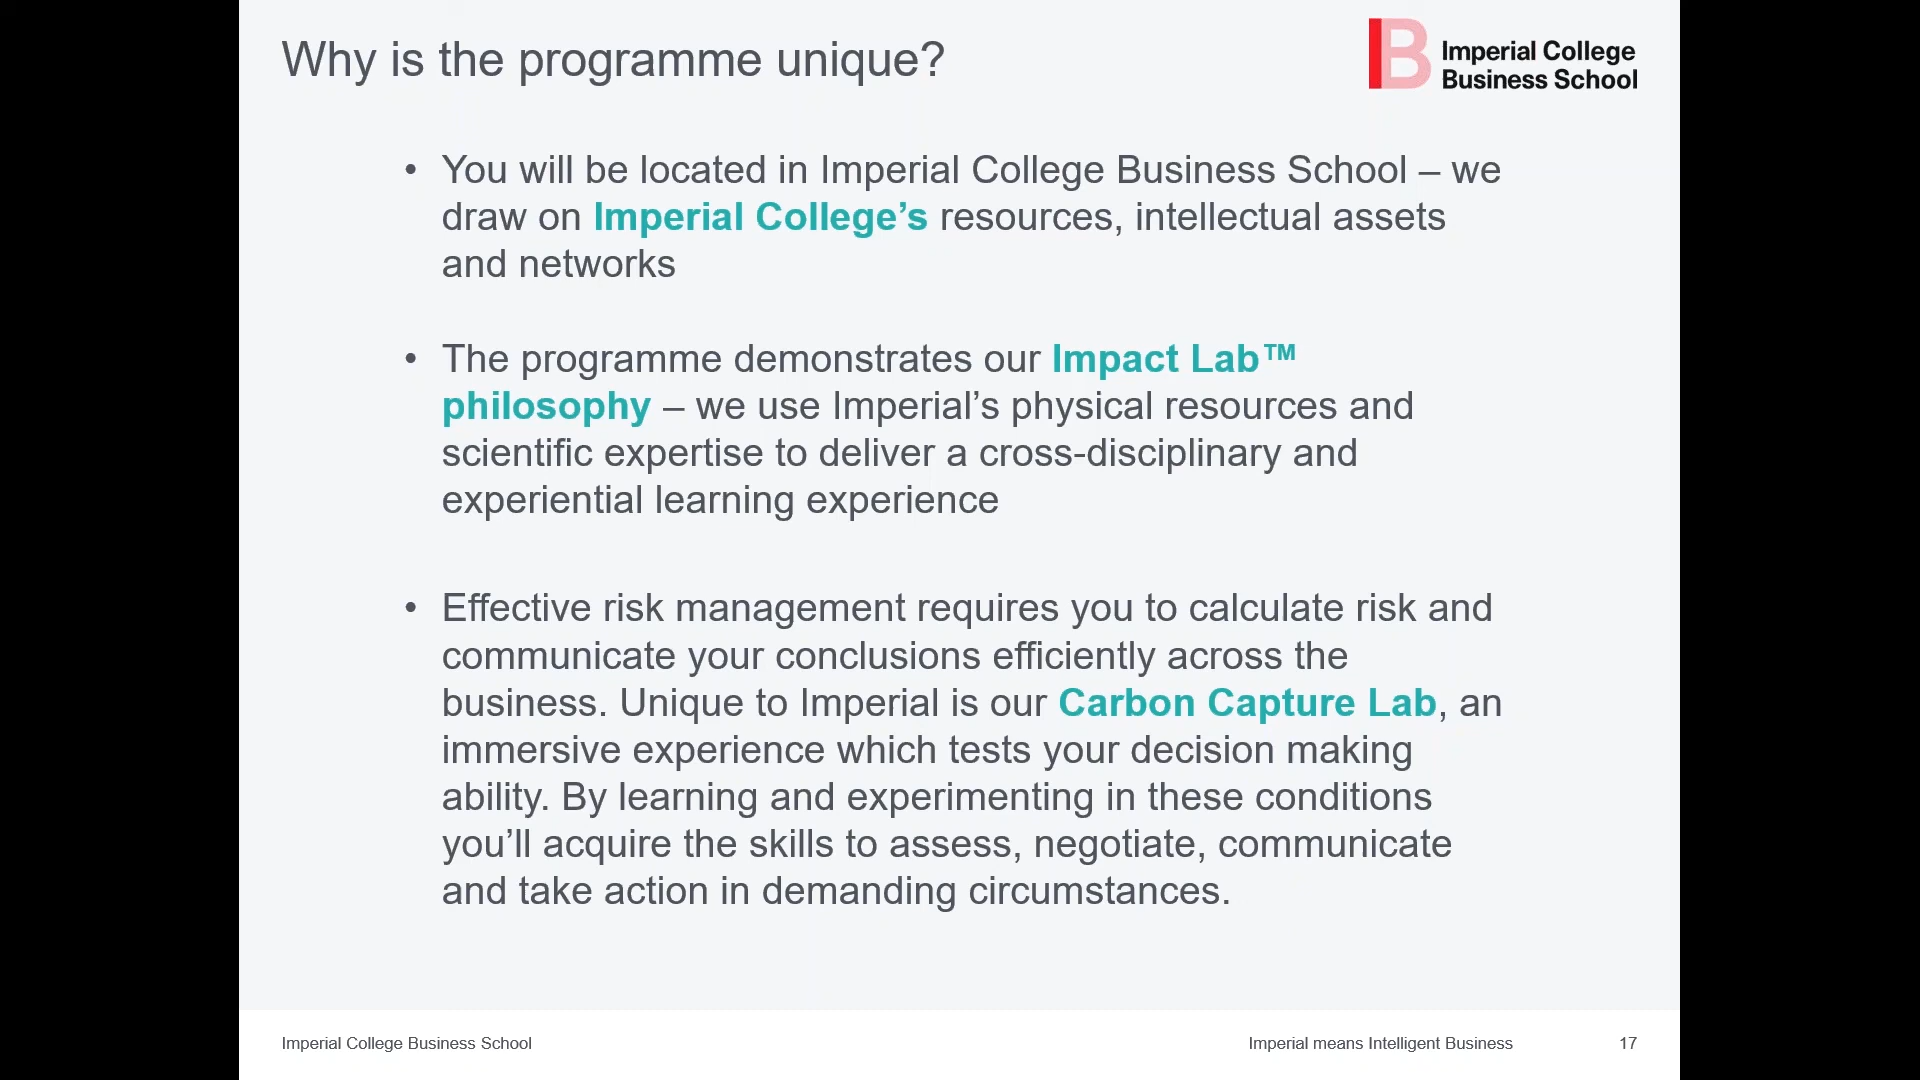 Why is the programme unique?
B
Imperial College
Business School
• You will be located in Imperial College Business School – we
draw on Imperial College’s resources, intellectual assets
and networks
• The programme demonstrates our Impact Lab™
philosophy – we use Imperial’s physical resources and
scientific expertise to deliver a cross-disciplinary and
experiential learning experience
• Effective risk management requires you to calculate risk and
communicate your conclusions efficiently across the
business. Unique to Imperial is our Carbon Capture Lab, an
immersive experience which tests your decision making
ability. By learning and experimenting in these conditions
you’ll acquire the skills to assess, negotiate, communicate
and take action in demanding circumstances.
Imperial College Business School
Imperial means Intelligent Business
17